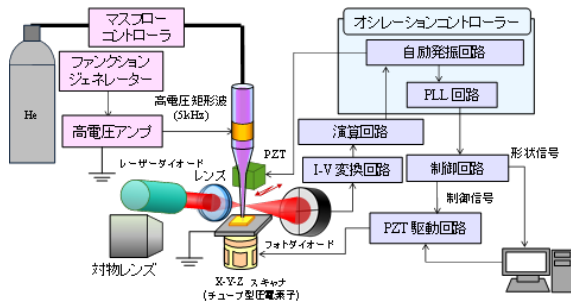 マスフロー
コントローラ
ファンクション
ジェネレーター
He
高電圧矩形波
(5kHz)
高電圧アンプ
オシレーションコントローラー
自励発振回路
PLL 回路
演算回路
形状信号
PZT
I-V 変換回路
制御回路
レーザーダイオード
レンズ
制御信号
PZT 駆動回路
フォトダイオード
対物レンズ
X-Y-Z スキャナ
(チューブ型圧電素子)